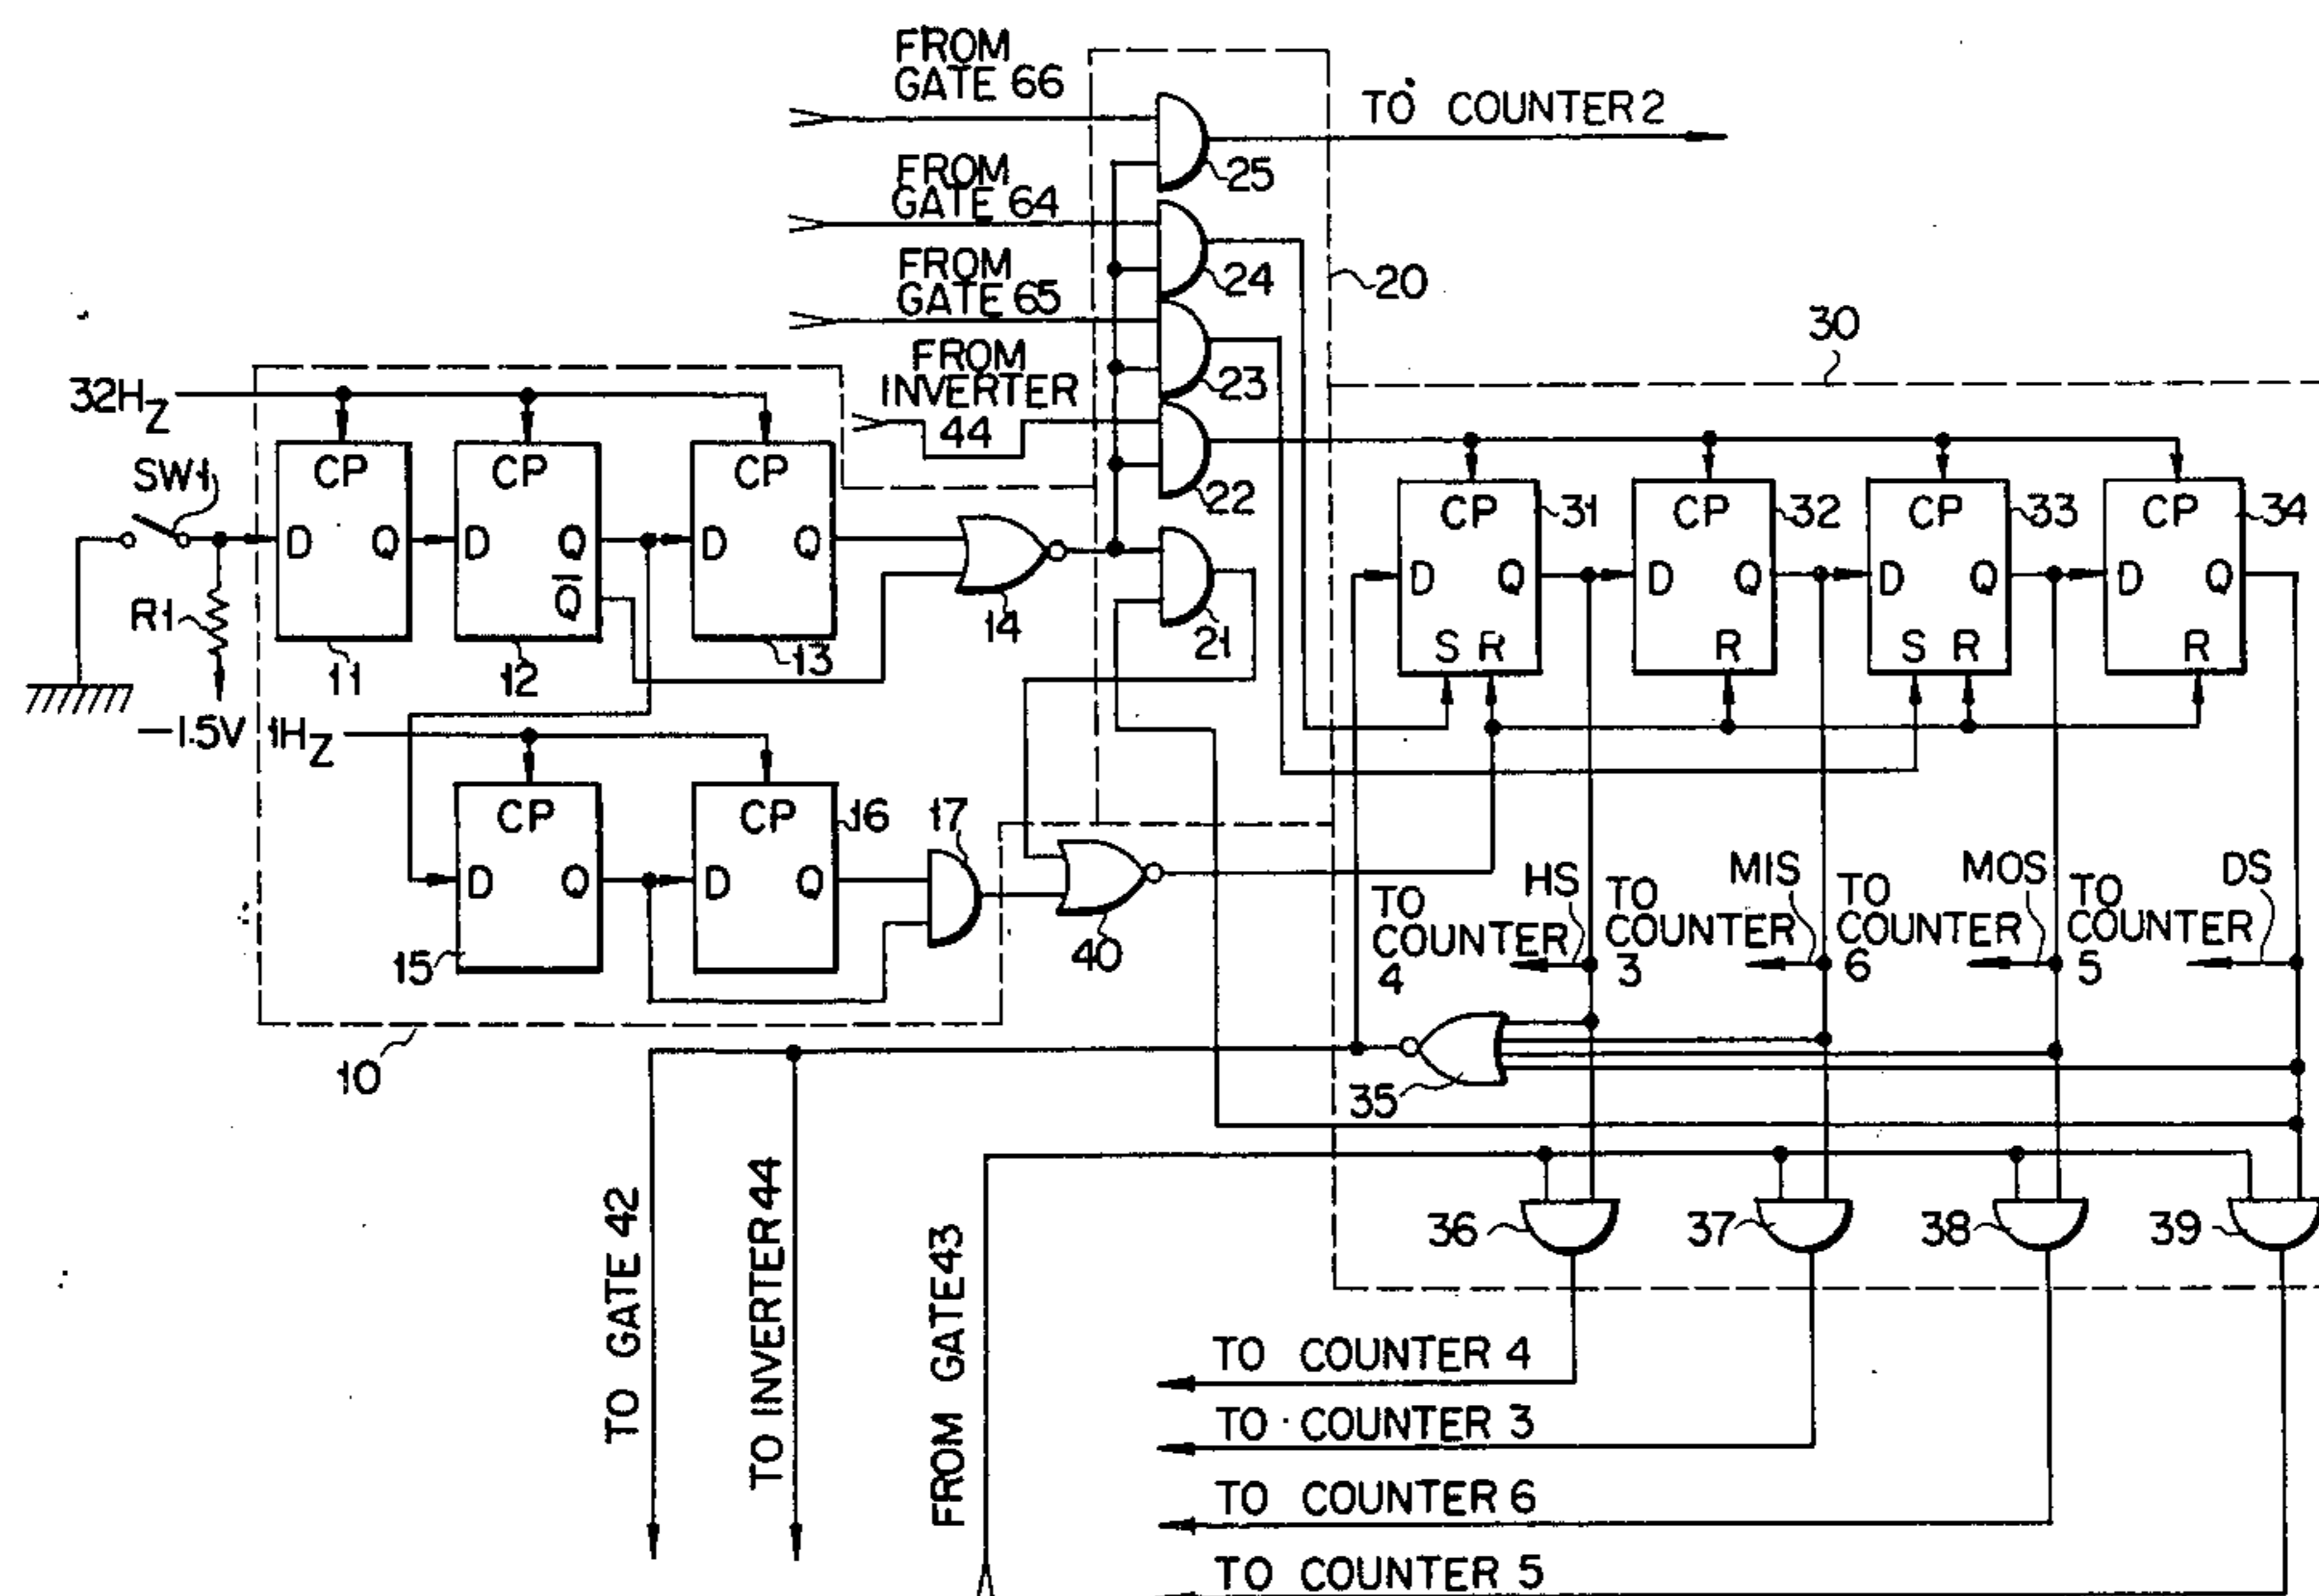 FROM
GATE 66
TO COUNTER 2
25
FROM
GATE 64
24
20
FROM
GATE 65
23
30
FROM
INVERTER
44
22
32Hz
SW1
CP
CP
CP
D Q
D Q
Q̅
D Q
R1
11
12
13
14
21
-1.5V
CP 31
CP 32
CP 33
CP 34
D Q
D Q
D Q
D Q
S R
R
S R
R
1Hz
CP
CP
16
17
D Q
D Q
15
40
10
HS
MIS
MOS
DS
TO
COUNTER
4
TO
COUNTER
3
TO
COUNTER
6
TO
COUNTER
5
35
36
37
38
39
TO GATE 42
TO INVERTER 44
FROM GATE 43
TO COUNTER 4
TO COUNTER 3
TO COUNTER 6
TO COUNTER 5